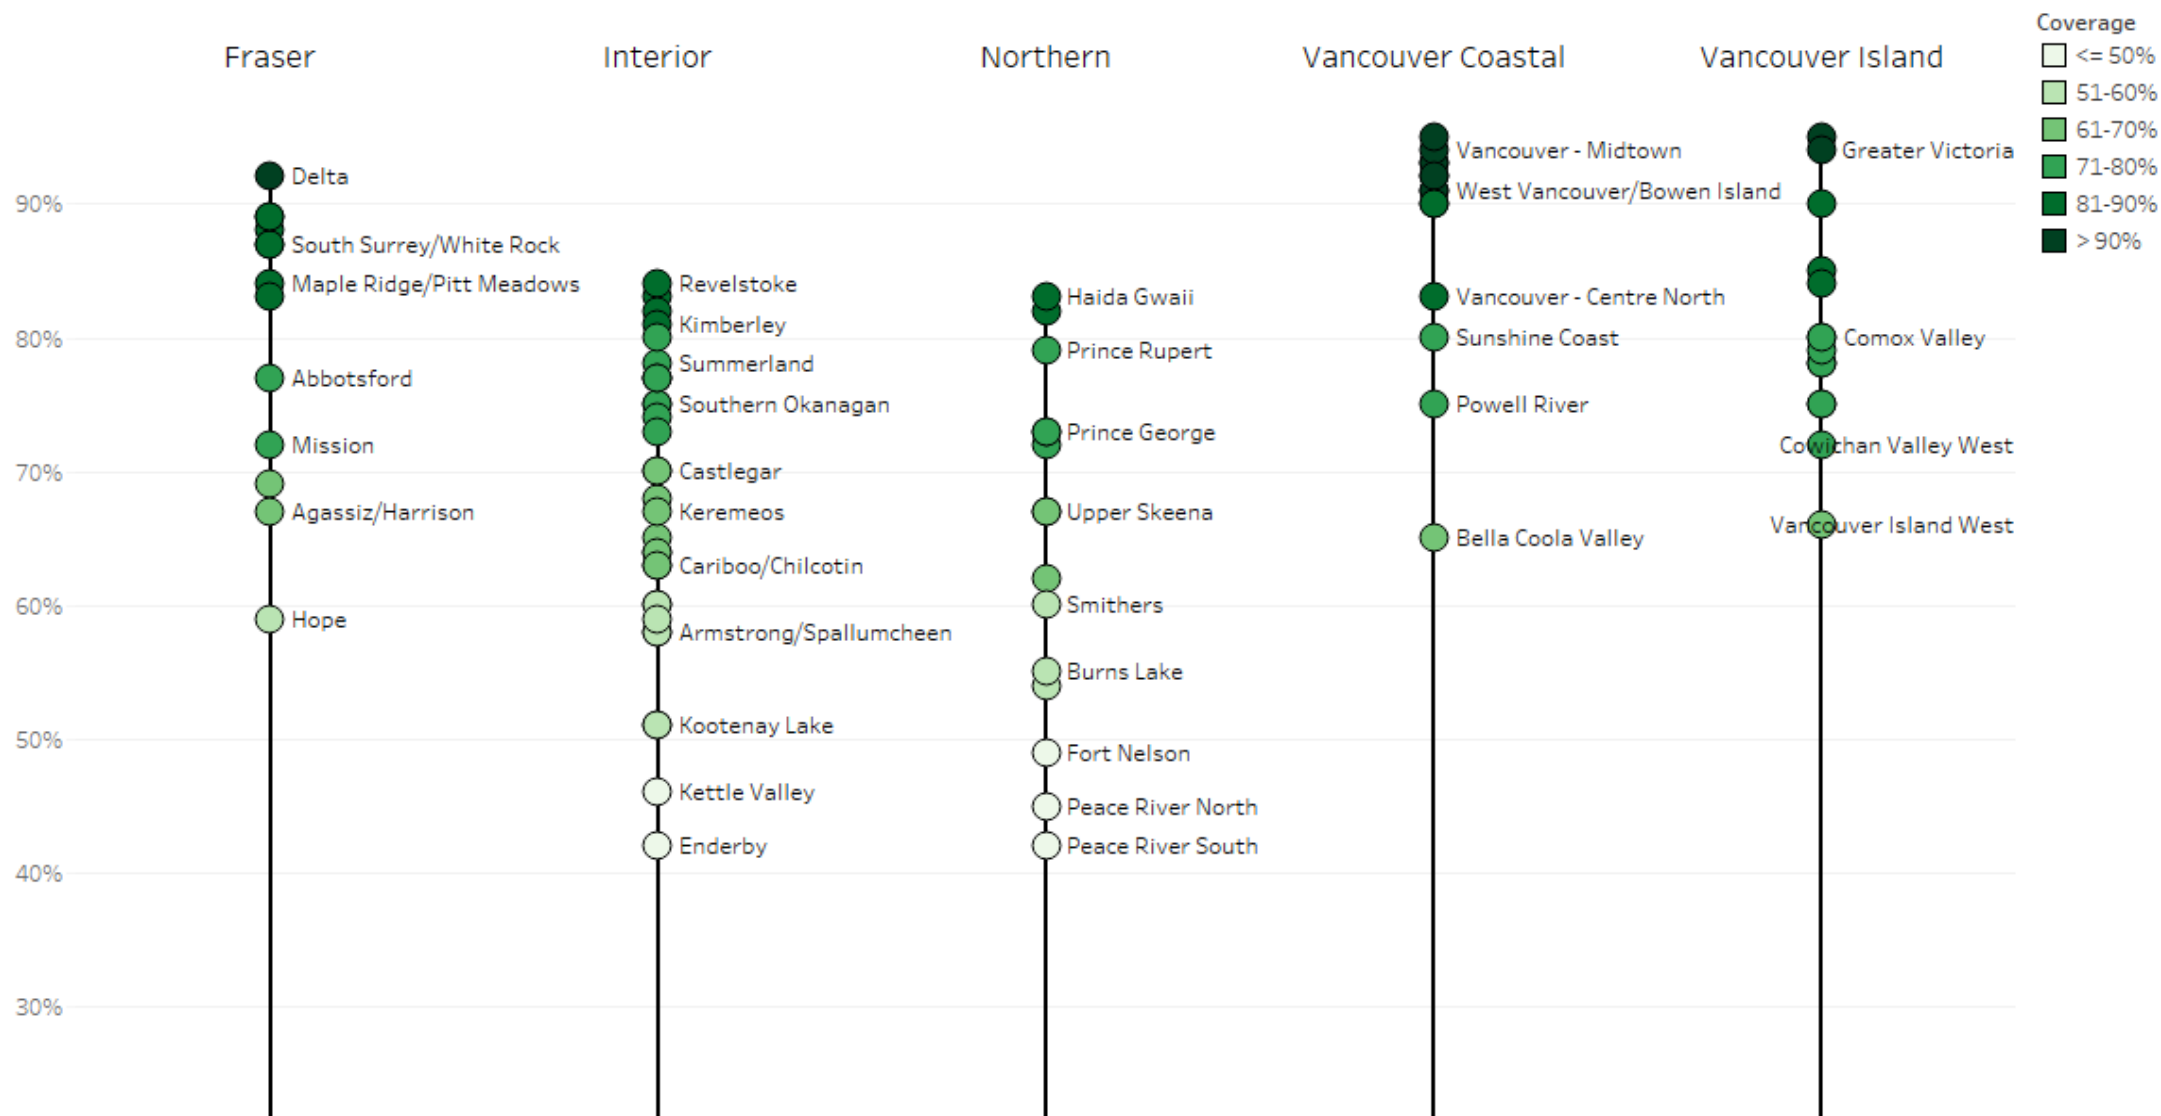 Coverage
<= 50%
51-60%
61-70%
71-80%
81-90%
> 90%
Fraser
Interior
Northern
Vancouver Coastal
Vancouver Island
90%
80%
70%
60%
50%
40%
30%
Delta
South Surrey/White Rock
Maple Ridge/Pitt Meadows
Abbotsford
Mission
Agassiz/Harrison
Hope
Revelstoke
Kimberley
Summerland
Southern Okanagan
Castlegar
Keremeos
Cariboo/Chilcotin
Armstrong/Spallumcheen
Kootenay Lake
Kettle Valley
Enderby
Haida Gwaii
Prince Rupert
Prince George
Upper Skeena
Smithers
Burns Lake
Fort Nelson
Peace River North
Peace River South
Vancouver - Midtown
West Vancouver/Bowen Island
Vancouver - Centre North
Sunshine Coast
Powell River
Bella Coola Valley
Greater Victoria
Comox Valley
Cowichan Valley West
Vancouver Island West